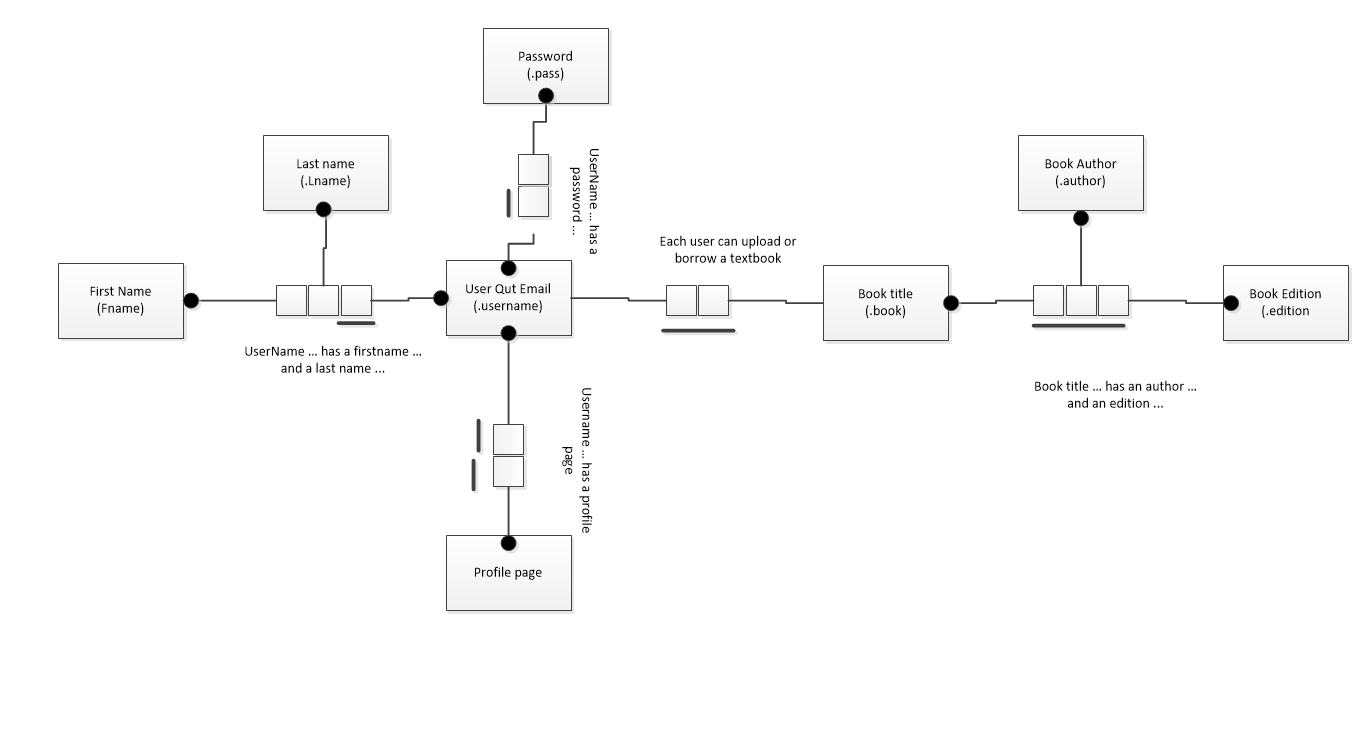 Password
(.pass)
UserName ... has a
password ...
Last name
(.Lname)
Book Author
(.author)
Each user can upload or
borrow a textbook
First Name
(Fname)
User Qut Email
(.username)
Book title
(.book)
Book Edition
(.edition
UserName ... has a firstname ...
and a last name ...
Book title ... has an author ...
and an edition ...
Username ... has a profile
page
Profile page